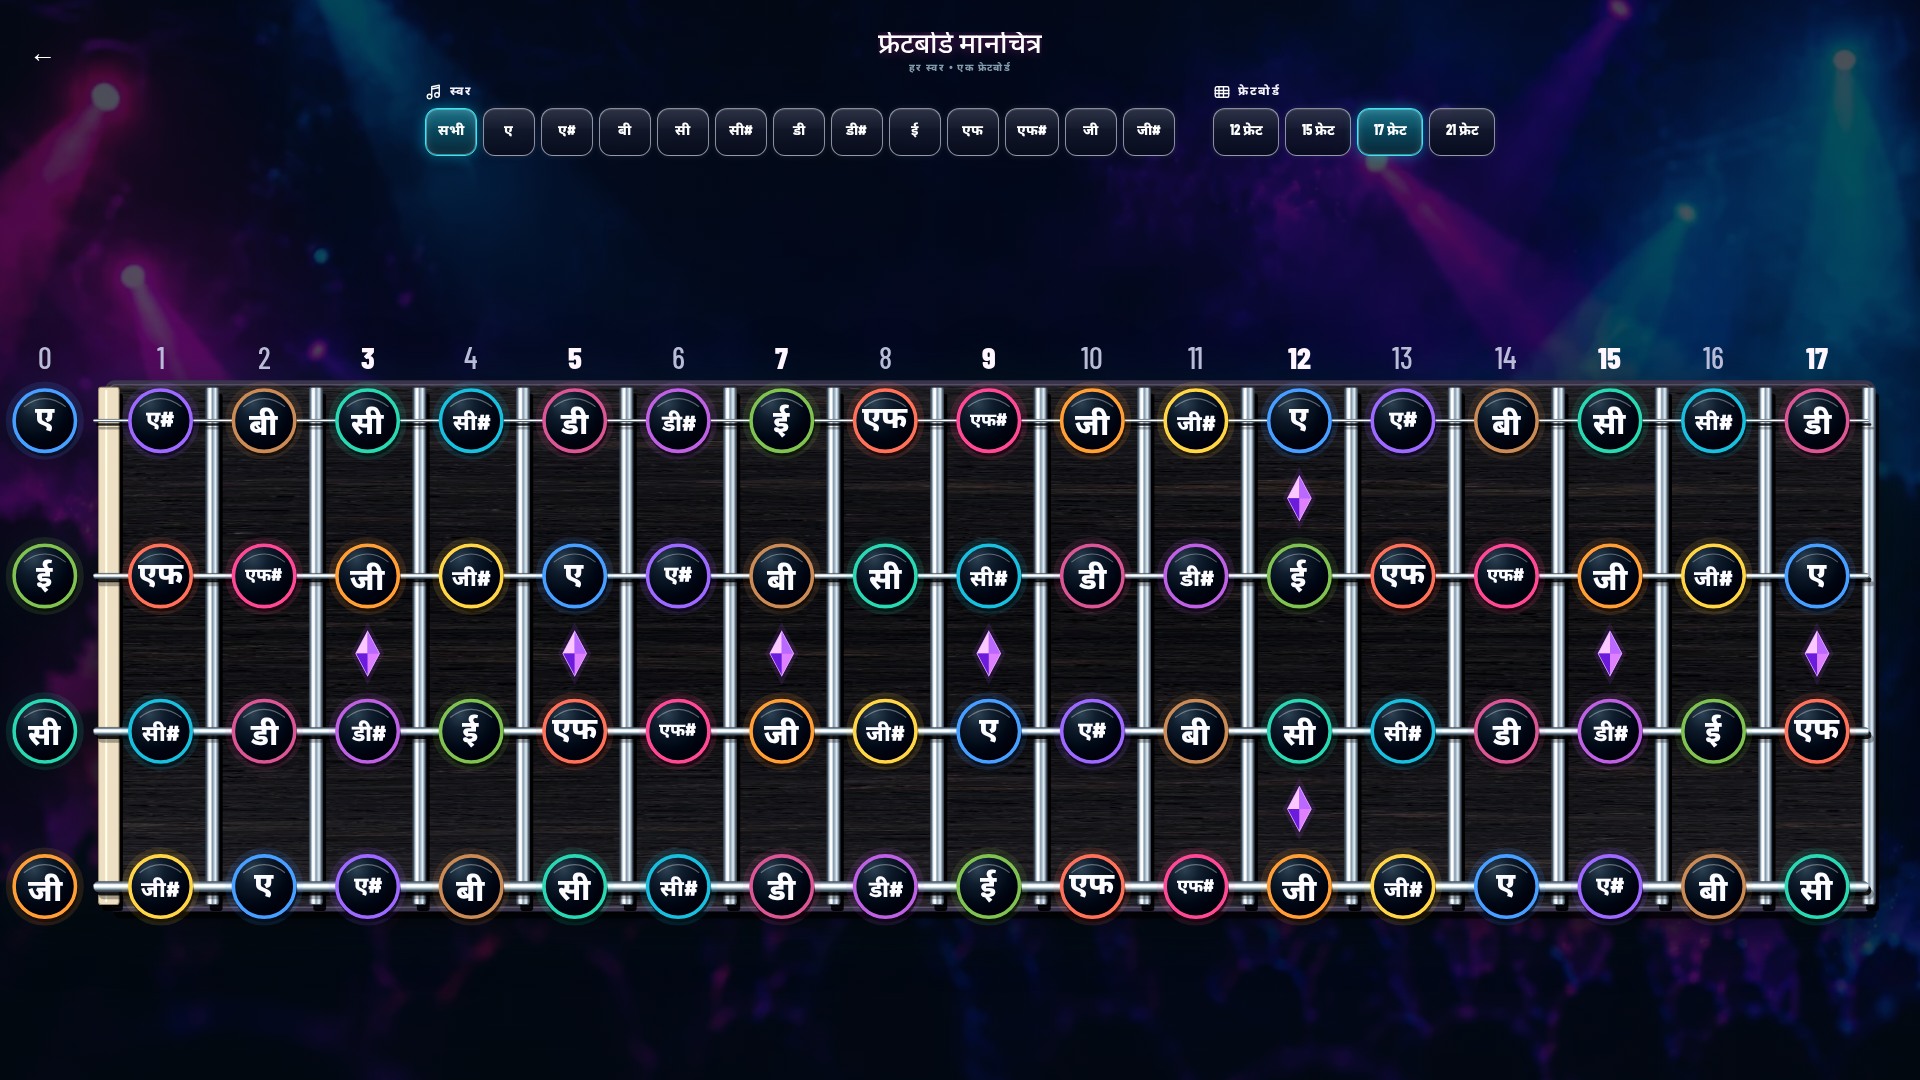 ←
फ्रेटबोर्ड मानचित्र
हर स्वर • एक फ्रेटबोर्ड
स्वर
फ्रेटबोर्ड
सभी ए ए# बी सी सी# डी डी# ई एफ एफ# जी जी#
12 फ्रेट 15 फ्रेट 17 फ्रेट 21 फ्रेट
0 1 2 3 4 5 6 7 8 9 10 11 12 13 14 15 16 17
ए ए# बी सी सी# डी डी# ई एफ एफ# जी जी# ए ए# बी सी सी# डी
ई एफ एफ# जी जी# ए ए# बी सी सी# डी डी# ई एफ एफ# जी जी# ए
सी सी# डी डी# ई एफ एफ# जी जी# ए ए# बी सी सी# डी डी# ई एफ
जी जी# ए ए# बी सी सी# डी डी# ई एफ एफ# जी जी# ए ए# बी सी